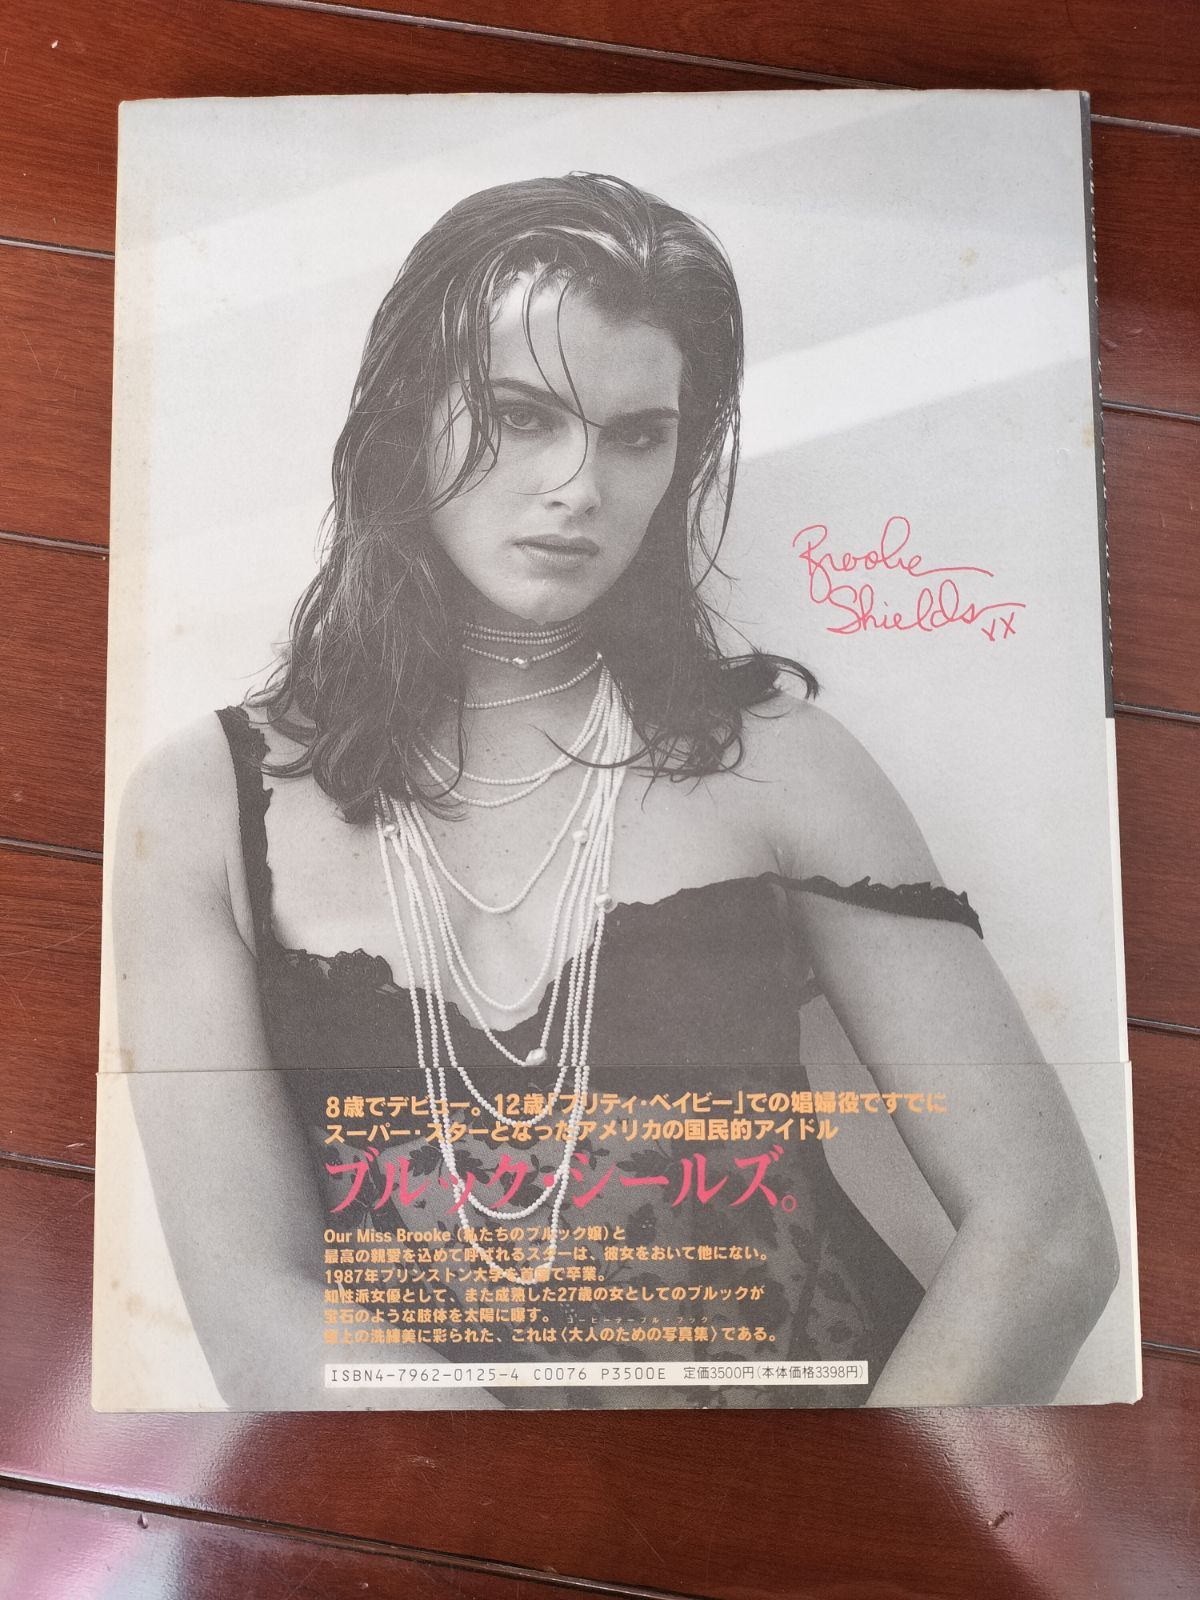 Brooke
Shields xx
8歳でデビュー。12歳「プリティ・ベイビー」での娼婦役ですでに
スーパー・スターとなったアメリカの国民的アイドル
ブルック・シールズ。
Our Miss Brooke（私たちのブルック嬢）と
最高の親愛を込めて呼ばれるスターは、彼女をおいて他にない。
1987年プリンストン大学を首席で卒業。
知性派女優として、また成熟した27歳の女としてのブルックが
宝石のような肢体を太陽に曝す。
コーヒーテーブル・ブック
極上の洗練美に彩られた、これは〈大人のための写真集〉である。
ISBN4-7962-0125-4 C0076 P3500E 定価3500円(本体価格3398円)